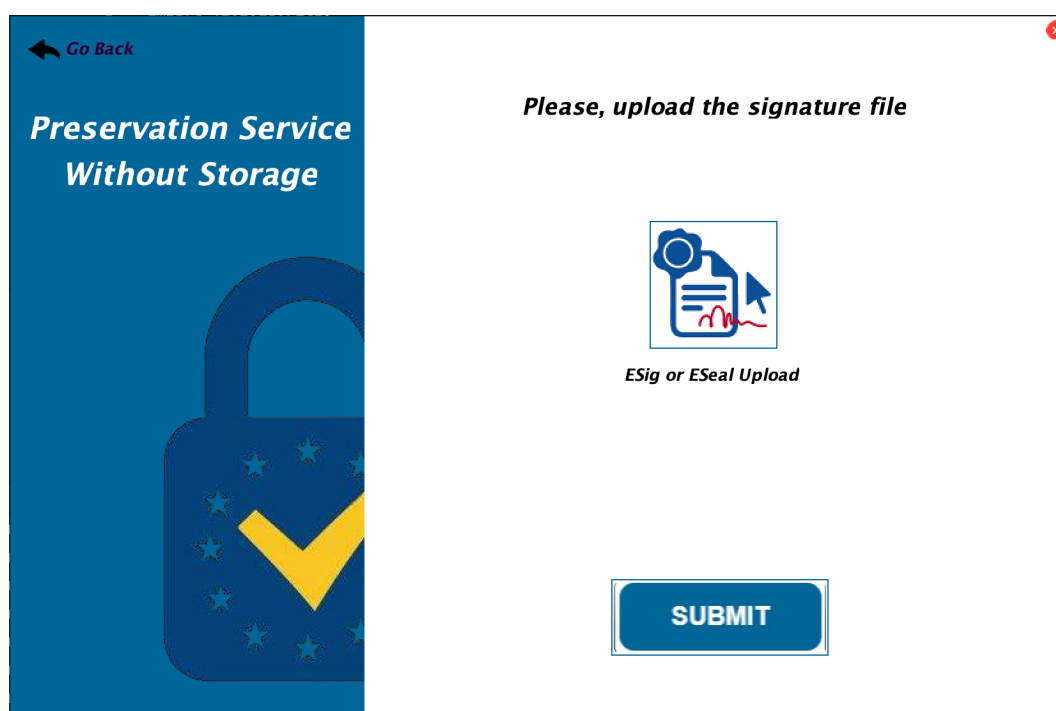 Go Back
Preservation Service
Without Storage
Please, upload the signature file
ESig or ESeal Upload
SUBMIT